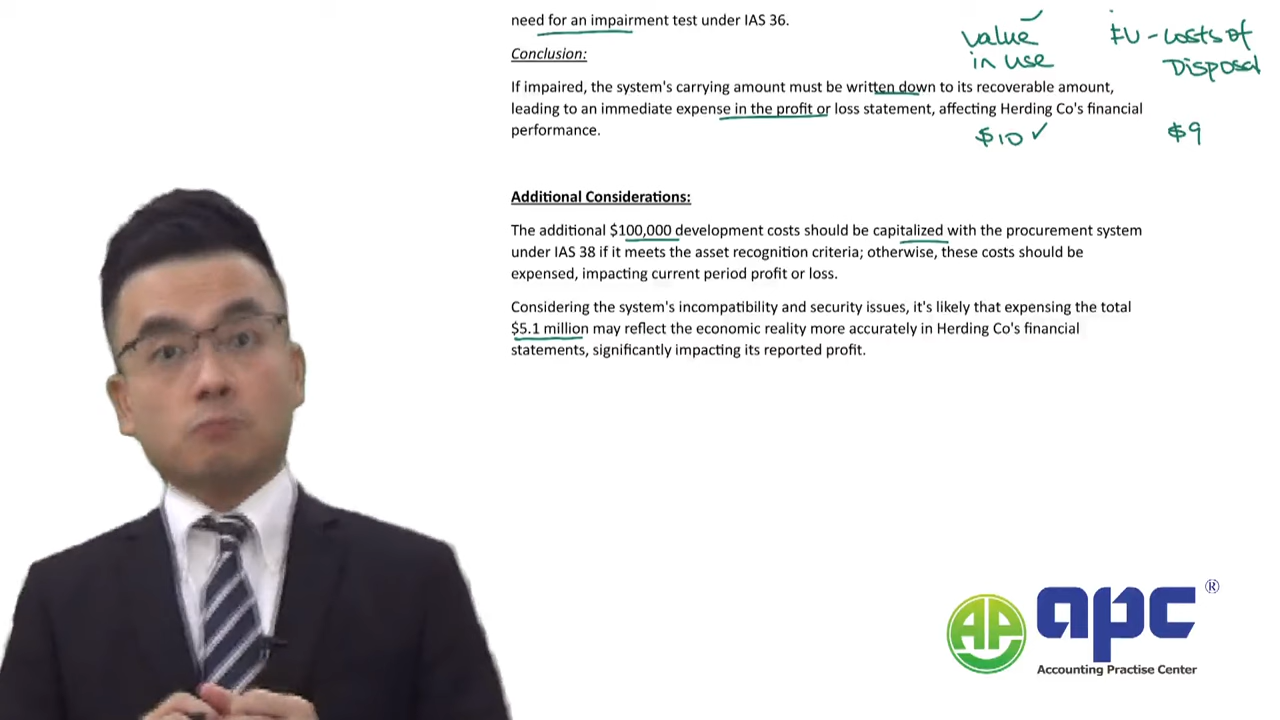 need for an impairment test under IAS 36.
Conclusion:
If impaired, the system's carrying amount must be written down to its recoverable amount,
leading to an immediate expense in the profit or loss statement, affecting Herding Co's financial
performance.
value
in use
FV - costs of
Disposal
$10 ✓
$9
Additional Considerations:
The additional $100,000 development costs should be capitalized with the procurement system
under IAS 38 if it meets the asset recognition criteria; otherwise, these costs should be
expensed, impacting current period profit or loss.
Considering the system's incompatibility and security issues, it's likely that expensing the total
$5.1 million may reflect the economic reality more accurately in Herding Co's financial
statements, significantly impacting its reported profit.
AP
apc ®
Accounting Practise Center